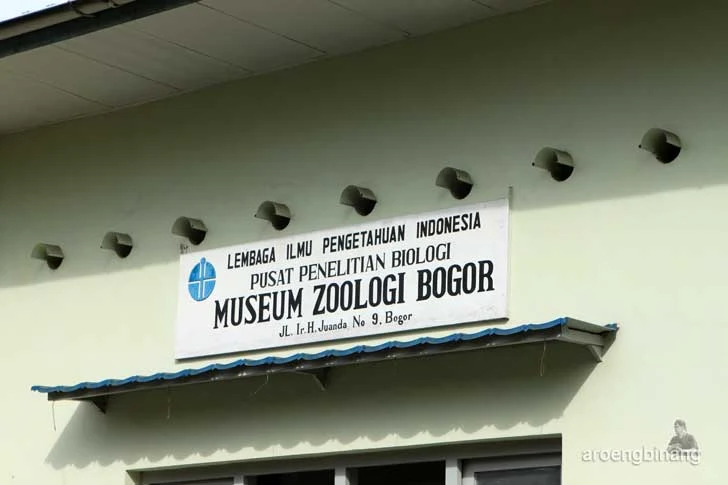 LEMBAGA ILMU PENGETAHUAN INDONESIA
PUSAT PENELITIAN BIOLOGI
MUSEUM ZOOLOGI BOGOR
JL. Ir. H. Juanda No 9, Bogor
aroengbinang